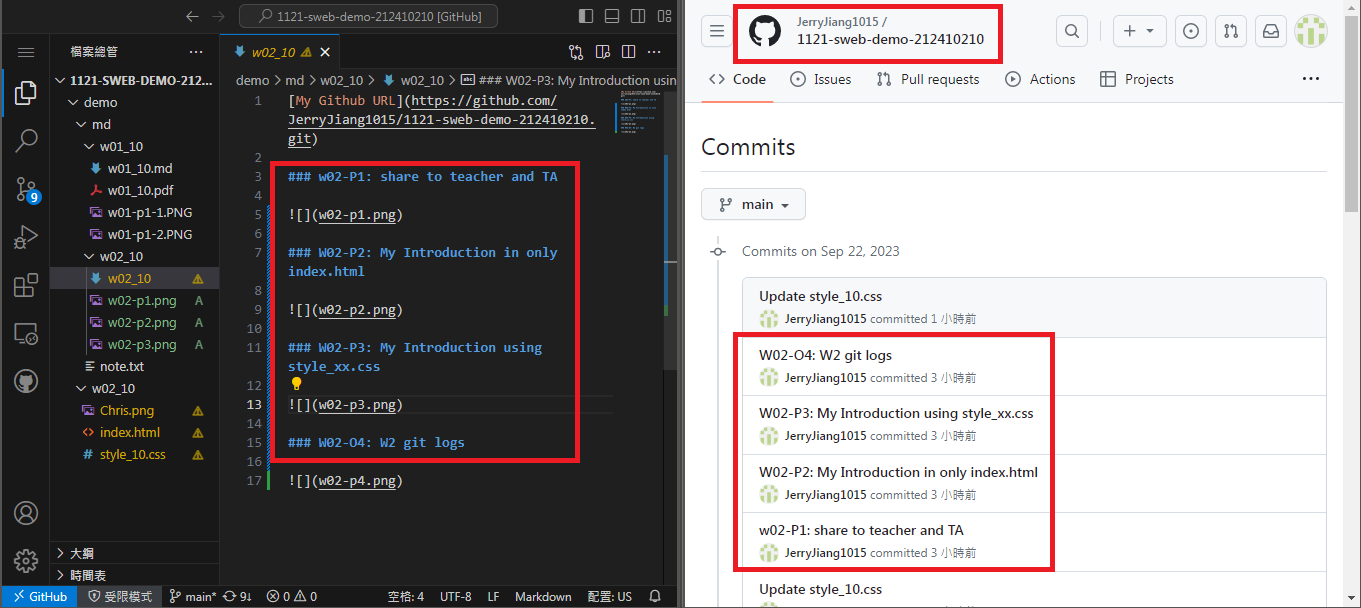 1121-sweb-demo-212410210 [GitHub]
檔案總管
1121-SWEB-DEMO-212...
demo
md
w01_10
w01_10.md
w01_10.pdf
w01-p1-1.PNG
w01-p1-2.PNG
w02_10
w02_10
w02-p1.png A
w02-p2.png A
w02-p3.png A
note.txt
w02_10
Chris.png
index.html
# style_10.css
大綱
時間表
9
w02_10
demo > md > w02_10 > w02_10 > ### W02-P3: My Introduction usin
1 [My Github URL](https://github.com/
JerryJiang1015/1121-sweb-demo-212410210.
git)
2
3 ### w02-P1: share to teacher and TA
4
5 ![](w02-p1.png)
6
7 ### W02-P2: My Introduction in only
index.html
8
9 ![](w02-p2.png)
10
11 ### W02-P3: My Introduction using
style_xx.css
12
13 ![](w02-p3.png)
14
15 ### W02-O4: W2 git logs
16
17 ![](w02-p4.png)
GitHub 受限模式 main* 9↓ 0 0 空格: 4 UTF-8 LF Markdown 配置: US
JerryJiang1015 /
1121-sweb-demo-212410210
Code Issues Pull requests Actions Projects
Commits
main
Commits on Sep 22, 2023
Update style_10.css
JerryJiang1015 committed 1 小時前
W02-O4: W2 git logs
JerryJiang1015 committed 3 小時前
W02-P3: My Introduction using style_xx.css
JerryJiang1015 committed 3 小時前
W02-P2: My Introduction in only index.html
JerryJiang1015 committed 3 小時前
w02-P1: share to teacher and TA
JerryJiang1015 committed 3 小時前
Update style_10.css